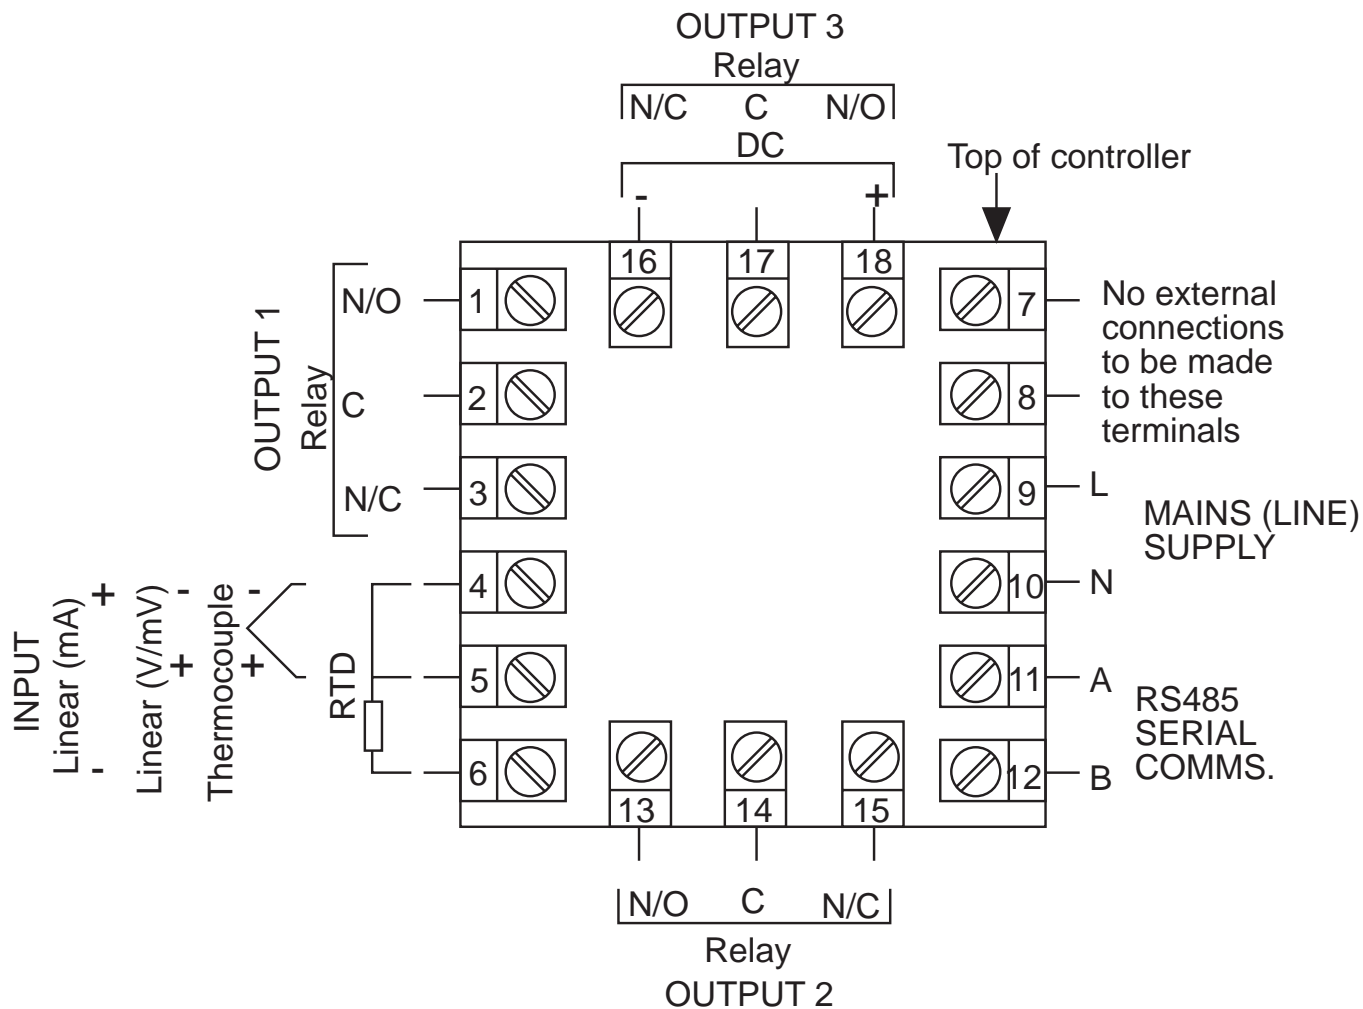 OUTPUT 3
Relay
N/C C N/O
DC
- +
Top of controller
16 17 18
OUTPUT 1
Relay
N/O
C
N/C
1
2
3
4
5
6
7
8
9
10
11
12
No external
connections
to be made
to these
terminals
L
N
MAINS (LINE)
SUPPLY
A
B
RS485
SERIAL
COMMS.
INPUT
Linear (mA)
+ -
Linear (V/mV)
- +
Thermocouple
- +
RTD
13 14 15
N/O C N/C
Relay
OUTPUT 2